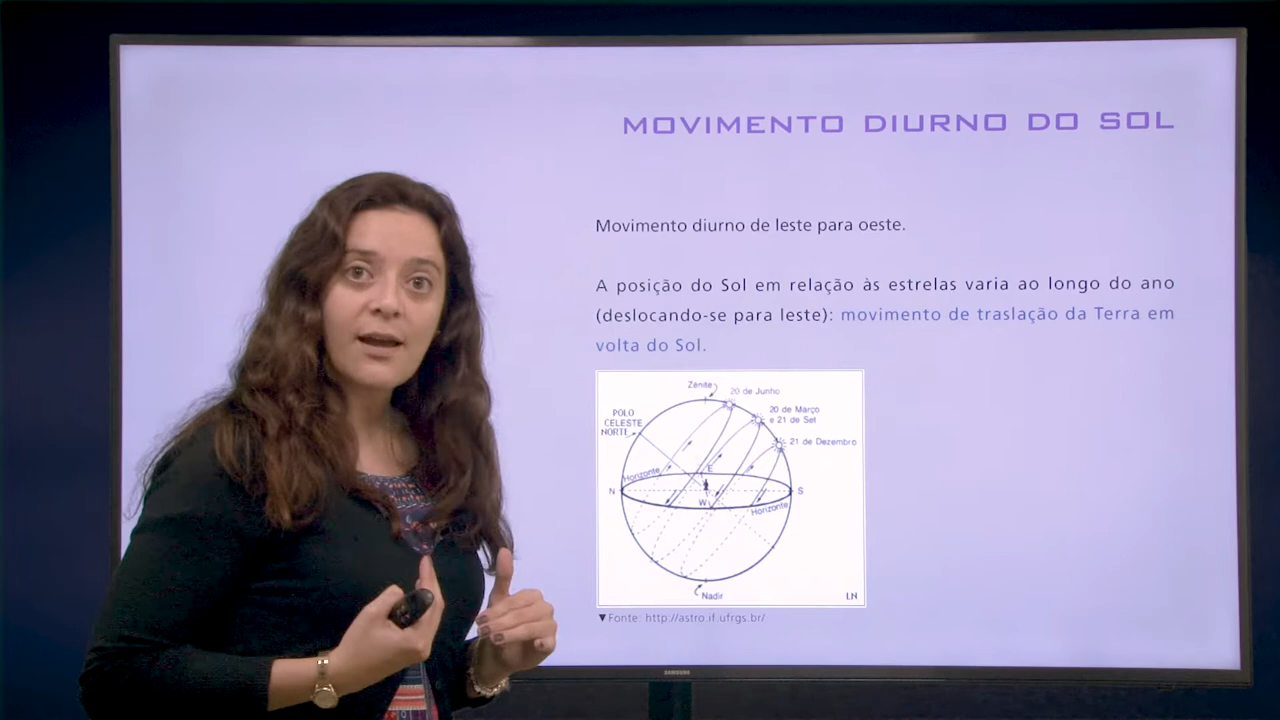 MOVIMENTO DIURNO DO SOL
Movimento diurno de leste para oeste.
A posição do Sol em relação às estrelas varia ao longo do ano
(deslocando-se para leste): movimento de traslação da Terra em
volta do Sol.
Zênite
20 de Junho
POLO
CELESTE
NORTE
20 de Março
e 21 de Set
21 de Dezembro
Horizonte
E
N
W
S
Horizonte
Nadir
LN
▼Fonte: http://astro.if.ufrgs.br/
SAMSUNG